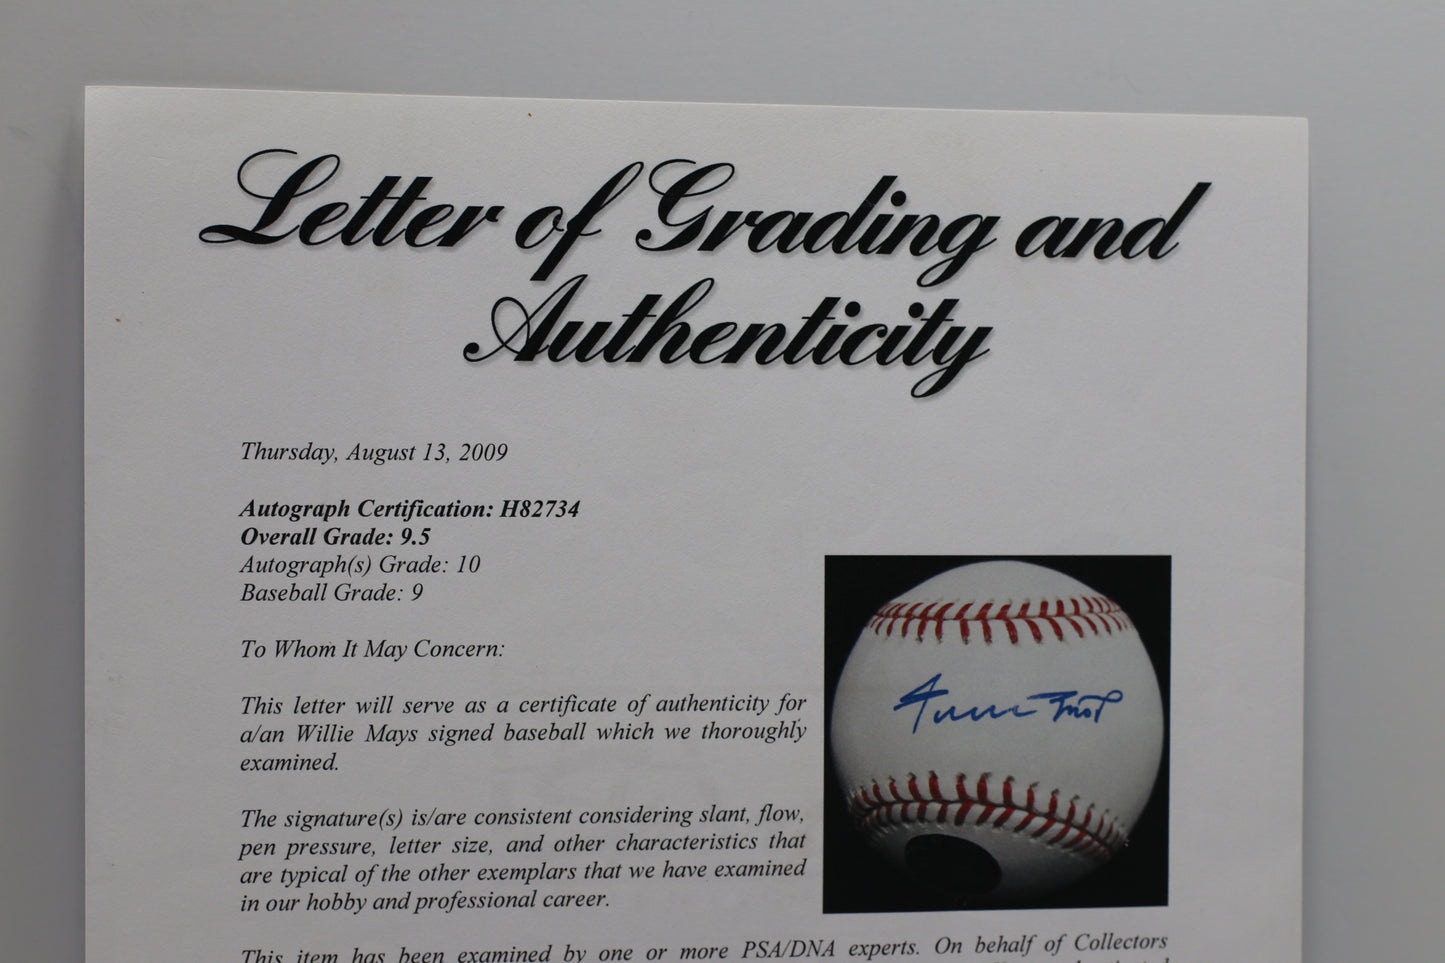 Letter of Grading and
Authenticity
Thursday, August 13, 2009
Autograph Certification: H82734
Overall Grade: 9.5
Autograph(s) Grade: 10
Baseball Grade: 9
To Whom It May Concern:
This letter will serve as a certificate of authenticity for
a/an Willie Mays signed baseball which we thoroughly
examined.
The signature(s) is/are consistent considering slant, flow,
pen pressure, letter size, and other characteristics that
are typical of the other exemplars that we have examined
in our hobby and professional career.
This item has been examined by one or more PSA/DNA experts. On behalf of Collectors